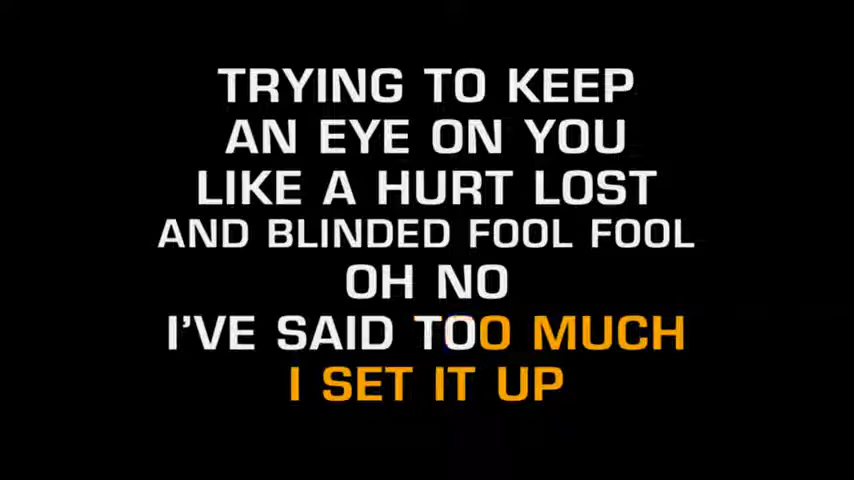 TRYING TO KEEP
AN EYE ON YOU
LIKE A HURT LOST
AND BLINDED FOOL FOOL
OH NO
I'VE SAID TOO MUCH
I SET IT UP